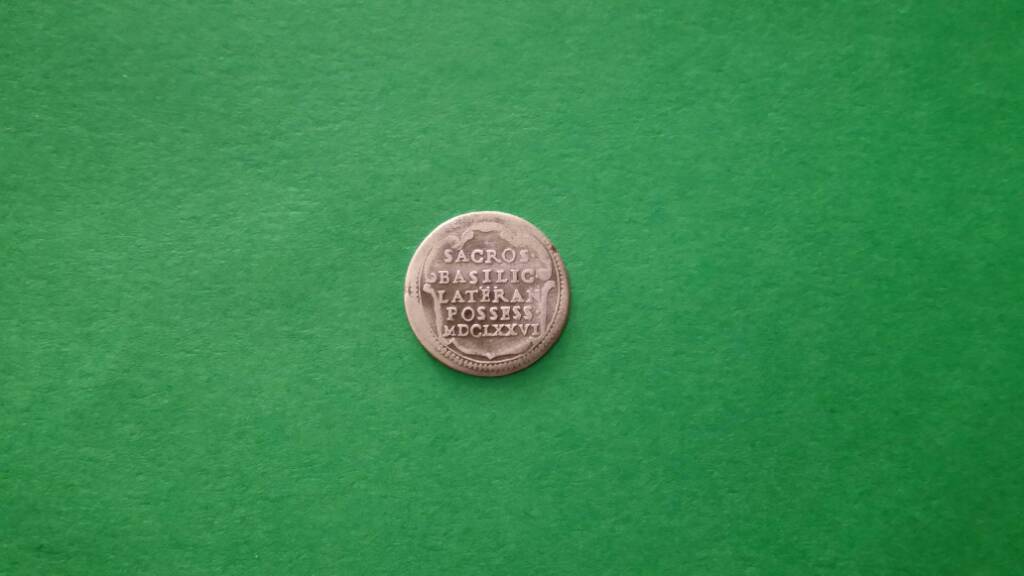 SACROS·
BASILIC·
LATERAN
POSSESS·
MDCLXXVI